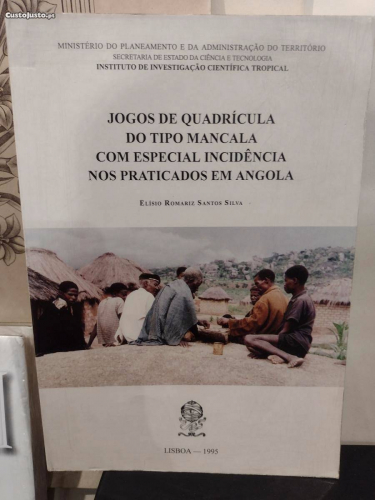 CustoJusto.pt
MINISTÉRIO DO PLANEAMENTO E DA ADMINISTRAÇÃO DO TERRITÓRIO
SECRETARIA DE ESTADO DA CIÊNCIA E TECNOLOGIA
INSTITUTO DE INVESTIGAÇÃO CIENTÍFICA TROPICAL
JOGOS DE QUADRÍCULA
DO TIPO MANCALA
COM ESPECIAL INCIDÊNCIA
NOS PRATICADOS EM ANGOLA
ELÍSIO ROMARIZ SANTOS SILVA
LISBOA — 1995